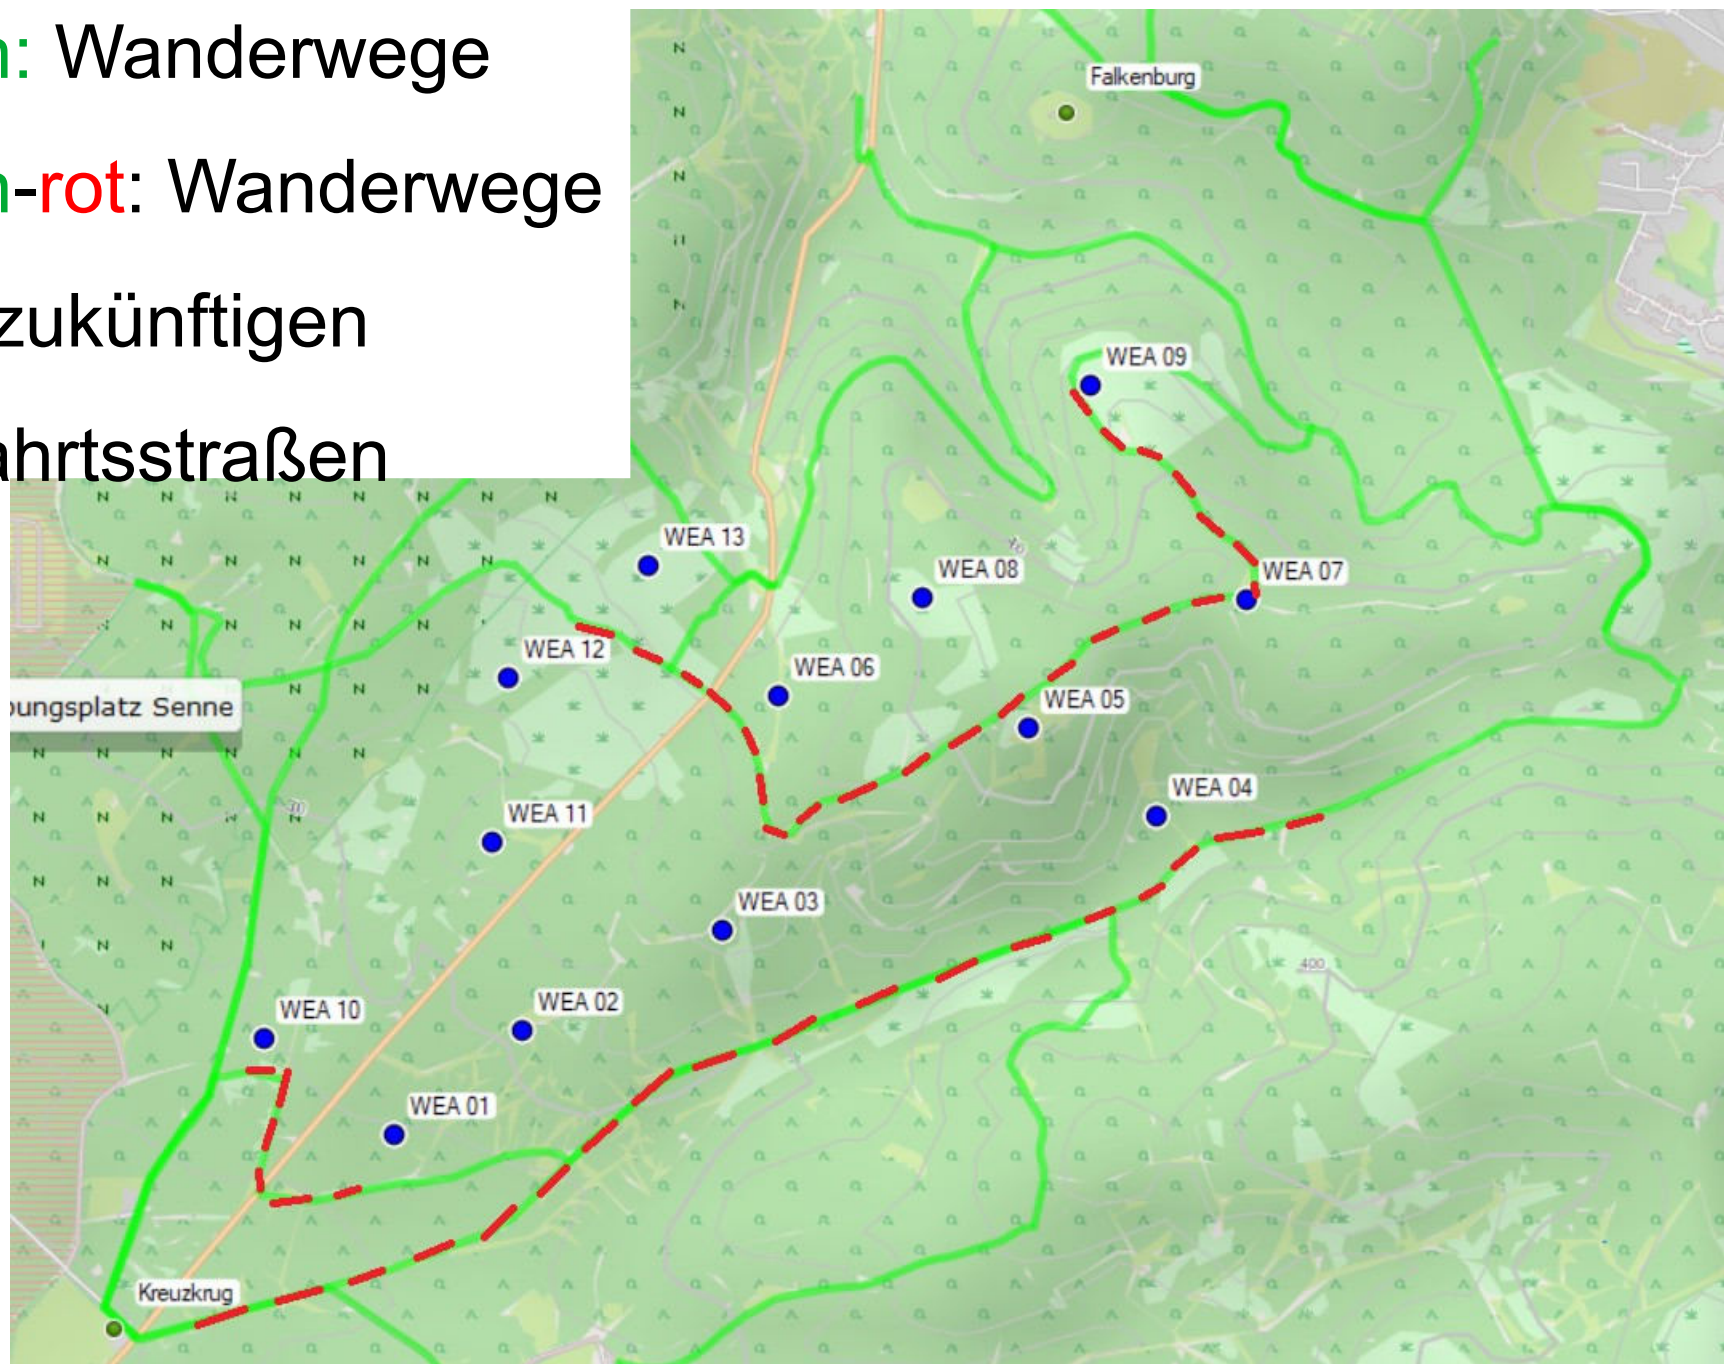 n: Wanderwege
n-rot: Wanderwege
zukünftigen
ahrtsstraßen
Falkenburg
WEA 09
WEA 13
WEA 08
WEA 07
WEA 12
WEA 06
WEA 05
ungsplatz Senne
WEA 04
WEA 11
WEA 03
400
WEA 02
WEA 10
WEA 01
Kreuzkrug